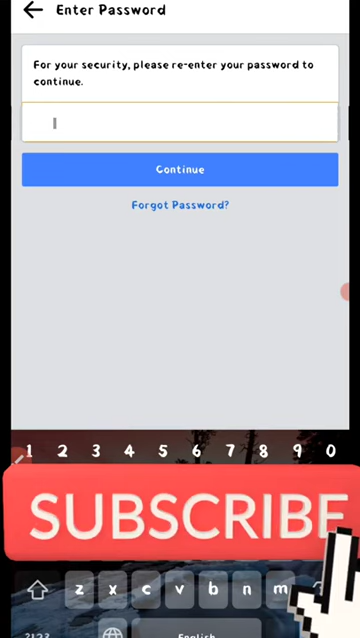 Enter Password
For your security, please re-enter your password to
continue.
Continue
Forgot Password?
1 2 3 4 5 6 7 8 9 0
SUBSCRIBE
z x c v b n m
?123
English